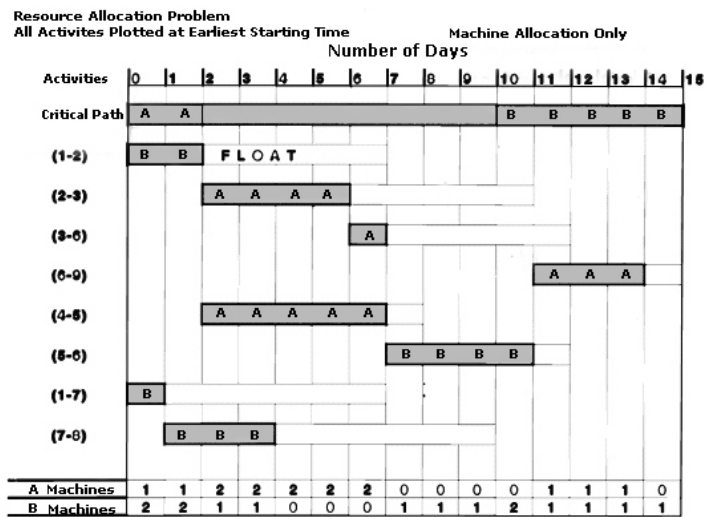 Resource Allocation Problem
All Activites Plotted at Earliest Starting Time
Machine Allocation Only
Number of Days
Activities 0 1 2 3 4 5 6 7 8 9 10 11 12 13 14 15
Critical Path A A B B B B B
(1-2) B B FLOAT
(2-3) A A A A
(3-6) A
(6-9) A A A
(4-5) A A A A A
(5-6) B B B B
(1-7) B
(7-8) B B B
A Machines 1 1 2 2 2 2 2 0 0 0 0 1 1 1 0
B Machines 2 2 1 1 0 0 0 1 1 1 2 1 1 1 1